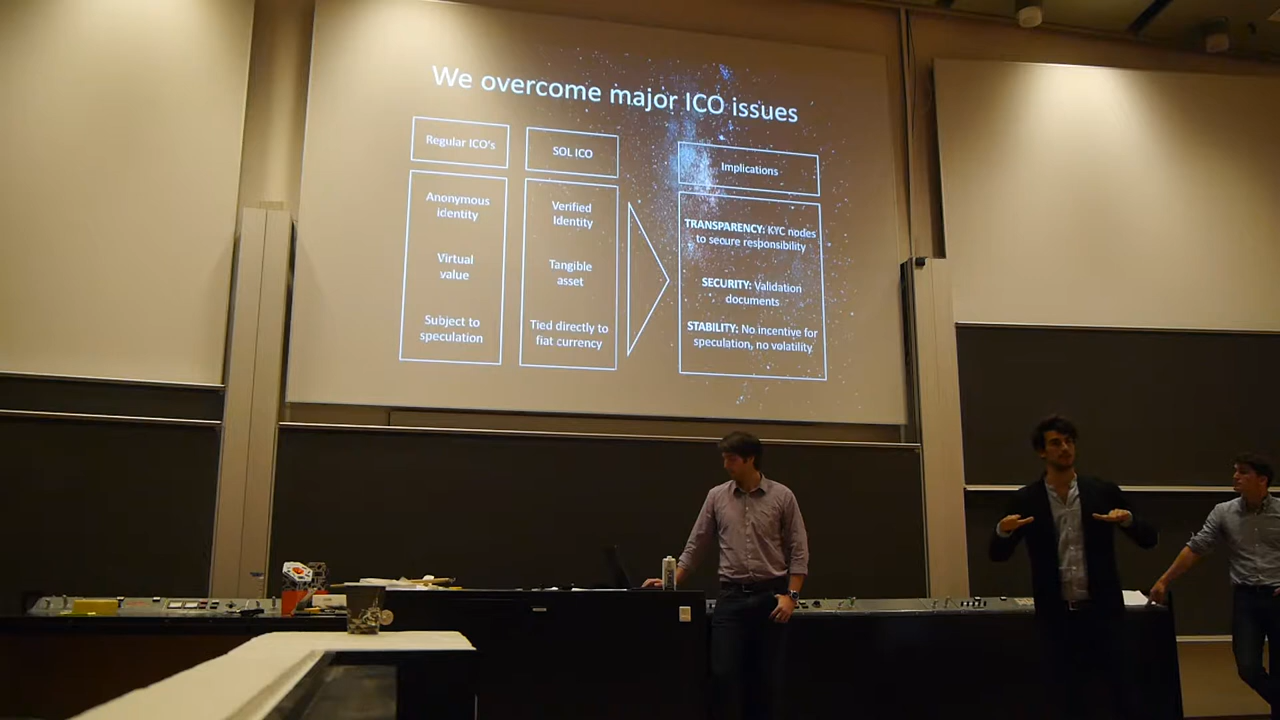 We overcome major ICO issues
Regular ICO's
SOL ICO
Implications
Anonymous
identity
Virtual
value
Subject to
speculation
Verified
Identity
Tangible
asset
Tied directly to
fiat currency
TRANSPARENCY: KYC nodes
to secure responsibility
SECURITY: Validation
documents
STABILITY: No incentive for
speculation, no volatility